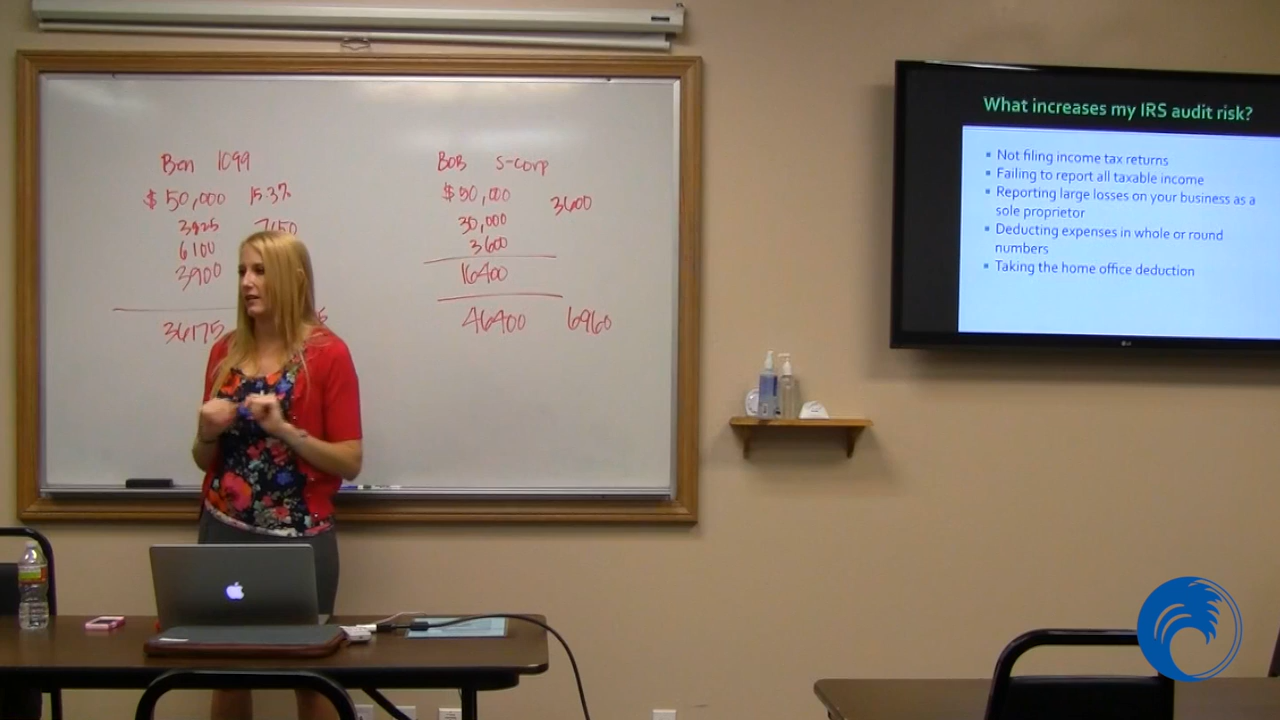 Ben 1099
$50,000 15.3%
3825 7650
6100
3900
36175
BOB S-Corp
$50,000 3600
30,000
3600
16400
46400 6960
What increases my IRS audit risk?
Not filing income tax returns
Failing to report all taxable income
Reporting large losses on your business as a
sole proprietor
Deducting expenses in whole or round
numbers
Taking the home office deduction
LG